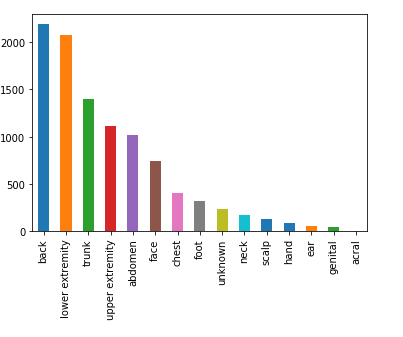 2000
1500
1000
500
0
back
lower extremity
trunk
upper extremity
abdomen
face
chest
foot
unknown
neck
scalp
hand
ear
genital
acral